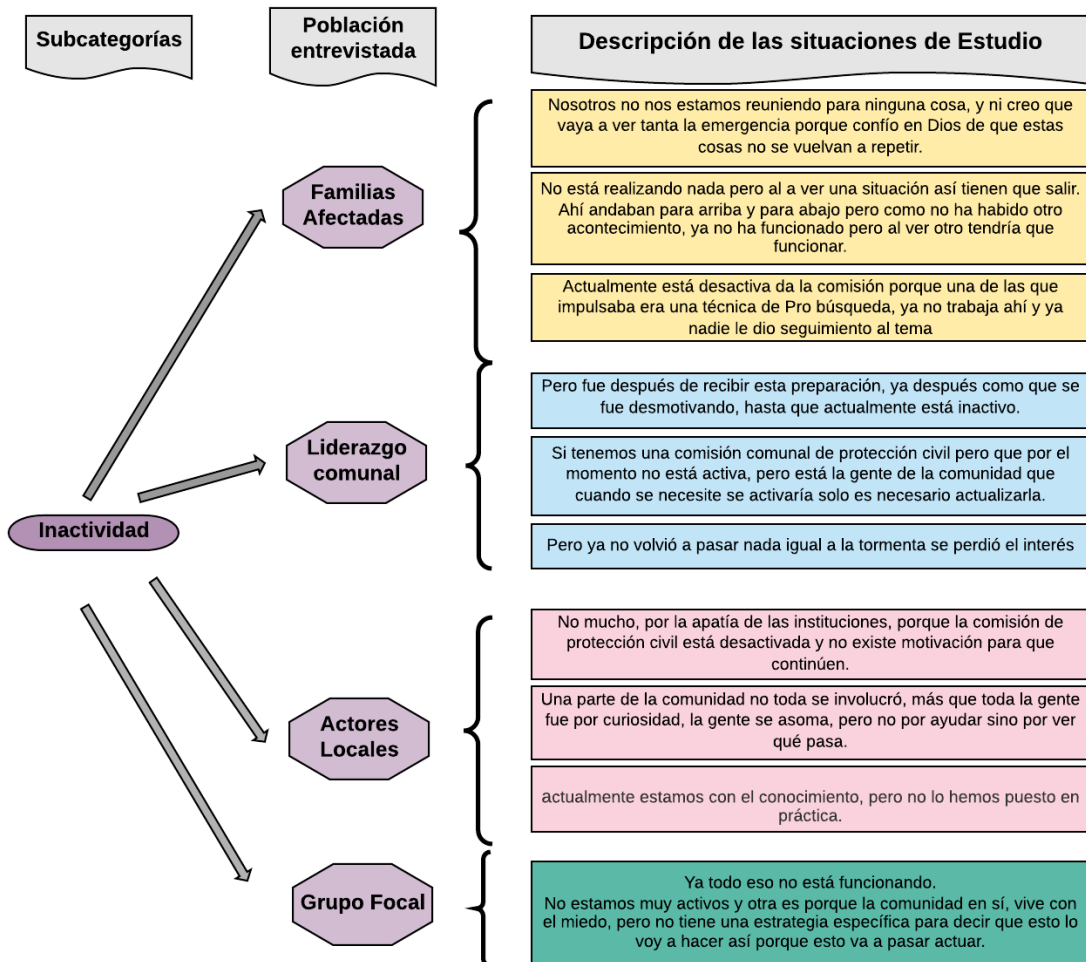 Subcategorías
Población
entrevistada
Descripción de las situaciones de Estudio
Familias
Afectadas
Nosotros no nos estamos reuniendo para ninguna cosa, y ni creo que
vaya a ver tanta la emergencia porque confío en Dios de que estas
cosas no se vuelvan a repetir.
No está realizando nada pero al a ver una situación así tienen que salir.
Ahí andaban para arriba y para abajo pero como no ha habido otro
acontecimiento, ya no ha funcionado pero al ver otro tendría que
funcionar.
Actualmente está desactiva da la comisión porque una de las que
impulsaba era una técnica de Pro búsqueda, ya no trabaja ahí y ya
nadie le dio seguimiento al tema
Inactividad
Liderazgo
comunal
Pero fue después de recibir esta preparación, ya después como que se
fue desmotivando, hasta que actualmente está inactivo.
Si tenemos una comisión comunal de protección civil pero que por el
momento no está activa, pero está la gente de la comunidad que
cuando se necesite se activaría solo es necesario actualizarla.
Pero ya no volvió a pasar nada igual a la tormenta se perdió el interés
Actores
Locales
No mucho, por la apatía de las instituciones, porque la comisión de
protección civil está desactivada y no existe motivación para que
continúen.
Una parte de la comunidad no toda se involucró, más que toda la gente
fue por curiosidad, la gente se asoma, pero no por ayudar sino por ver
qué pasa.
actualmente estamos con el conocimiento, pero no lo hemos puesto en
práctica.
Grupo Focal
Ya todo eso no está funcionando.
No estamos muy activos y otra es porque la comunidad en sí, vive con
el miedo, pero no tiene una estrategia específica para decir que esto lo
voy a hacer así porque esto va a pasar actuar.